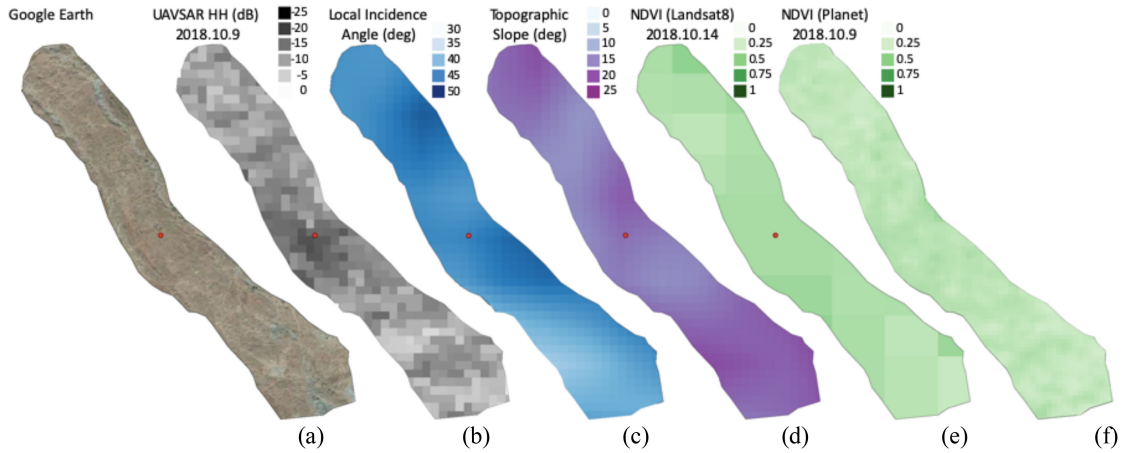 Google Earth
UAVSAR HH (dB)
2018.10.9
-25
-20
-15
-10
-5
0
Local Incidence
Angle (deg)
30
35
40
45
50
Topographic
Slope (deg)
0
5
10
15
20
25
NDVI (Landsat8)
2018.10.14
0
0.25
0.5
0.75
1
NDVI (Planet)
2018.10.9
0
0.25
0.5
0.75
1
(a)
(b)
(c)
(d)
(e)
(f)